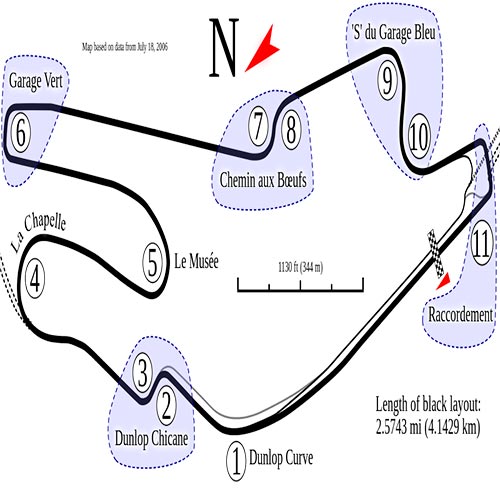 Map based on data from July 18, 2006
N
'S' du Garage Bleu
Garage Vert
6
7
8
9
10
Chemin aux Bœufs
La Chapelle
4
5
Le Musée
11
1130 ft (344 m)
Raccordement
3
2
Dunlop Chicane
1
Dunlop Curve
Length of black layout:
2.5743 mi (4.1429 km)